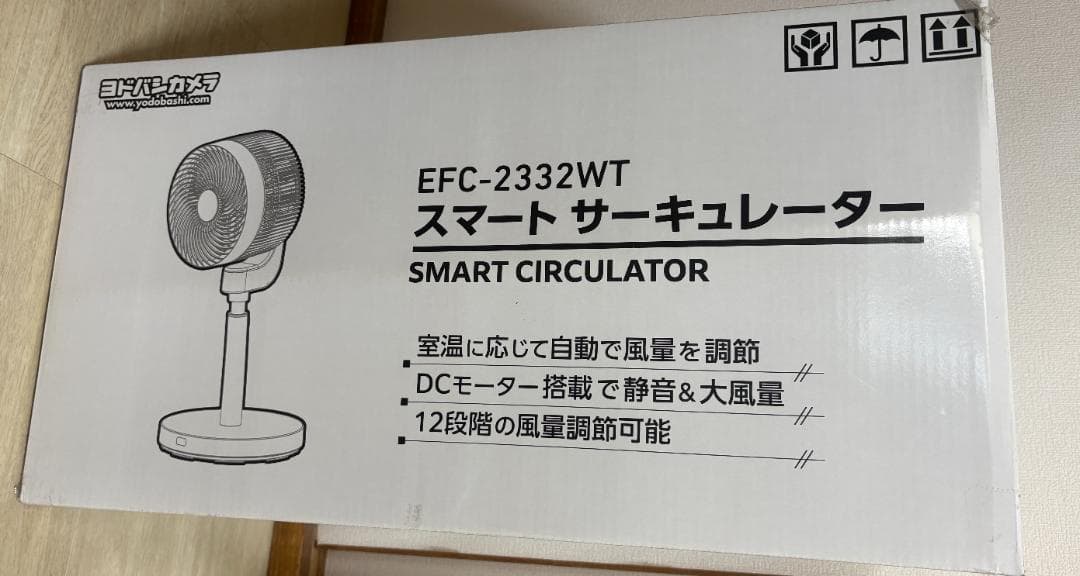 ヨドバシカメラ
www.yodobashi.com
EFC-2332WT
スマート サーキュレーター
SMART CIRCULATOR
室温に応じて自動で風量を調節
DCモーター搭載で静音&大風量
12段階の風量調節可能